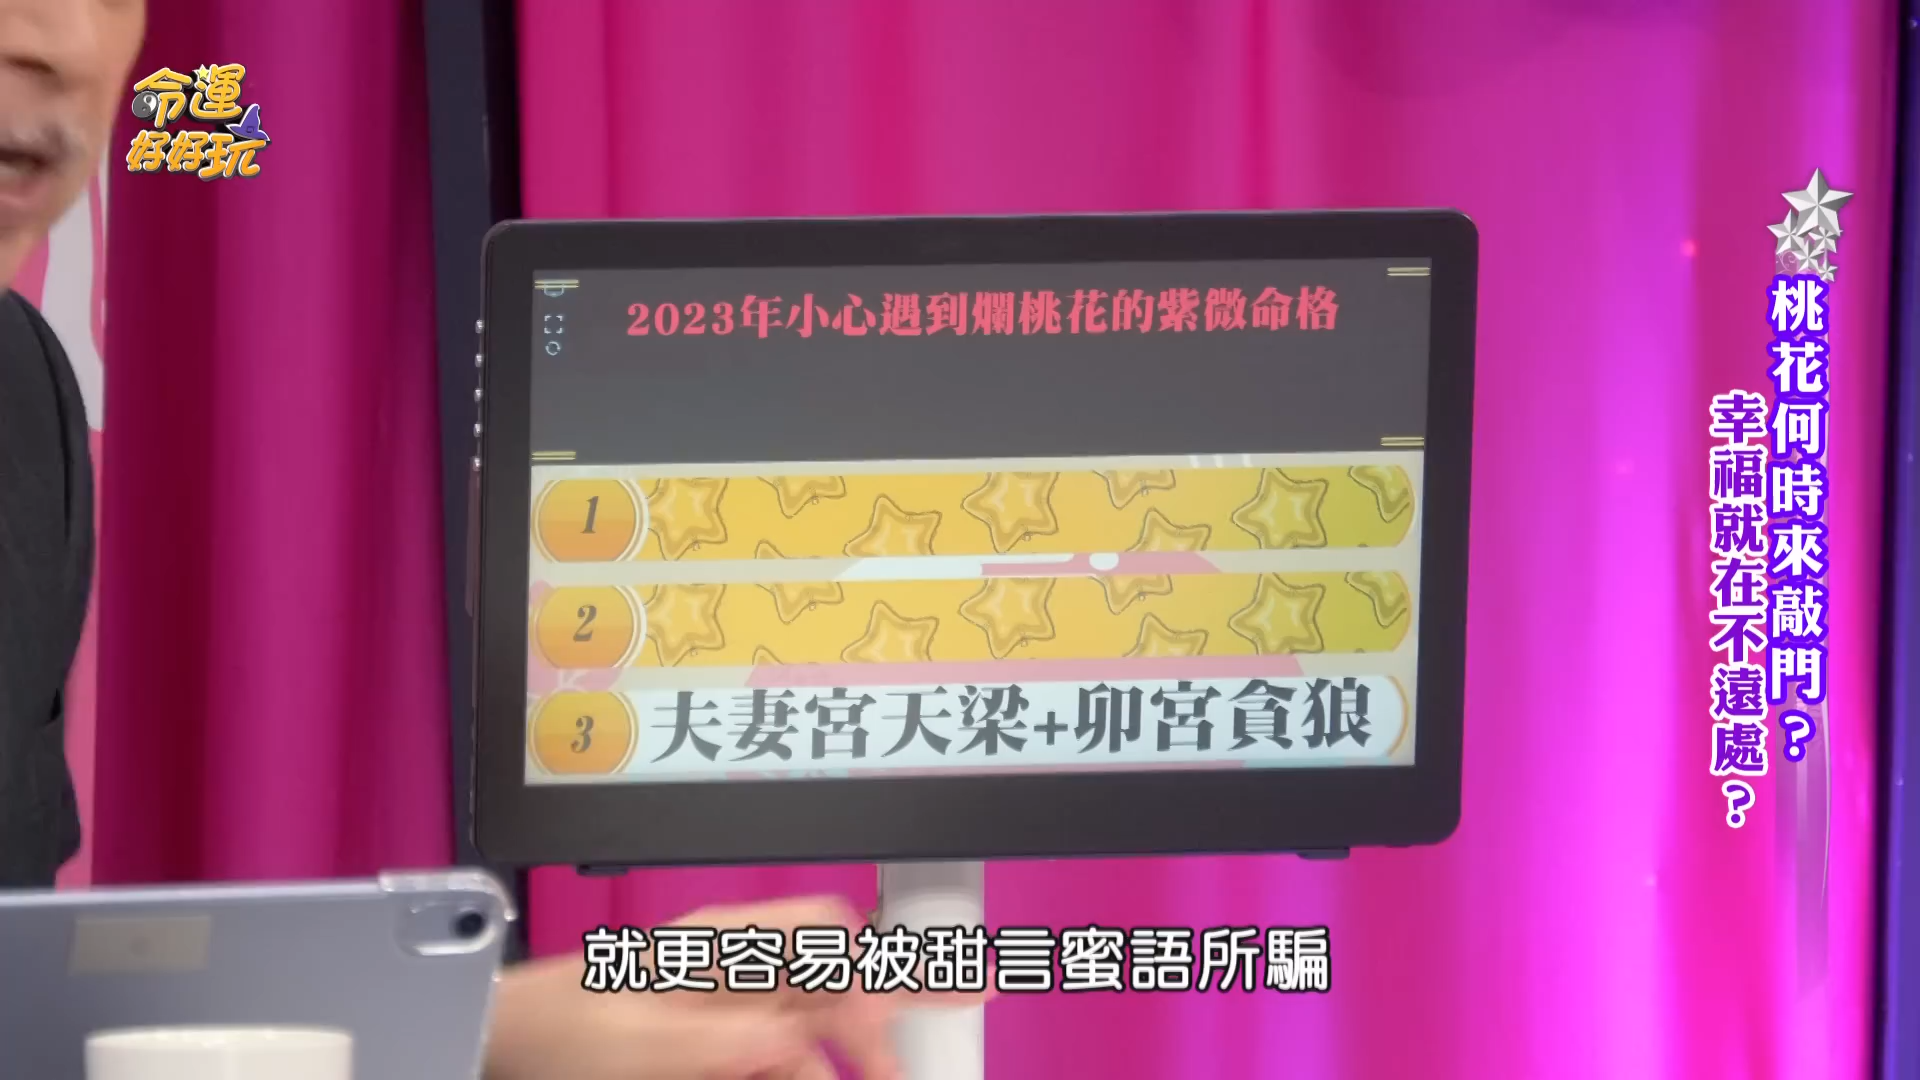 命運
好好玩
2023年小心遇到爛桃花的紫微命格
1
2
3 夫妻宮天梁+卯宮貪狼
桃花何時來敲門?
幸福就在不遠處?
就更容易被甜言蜜語所騙